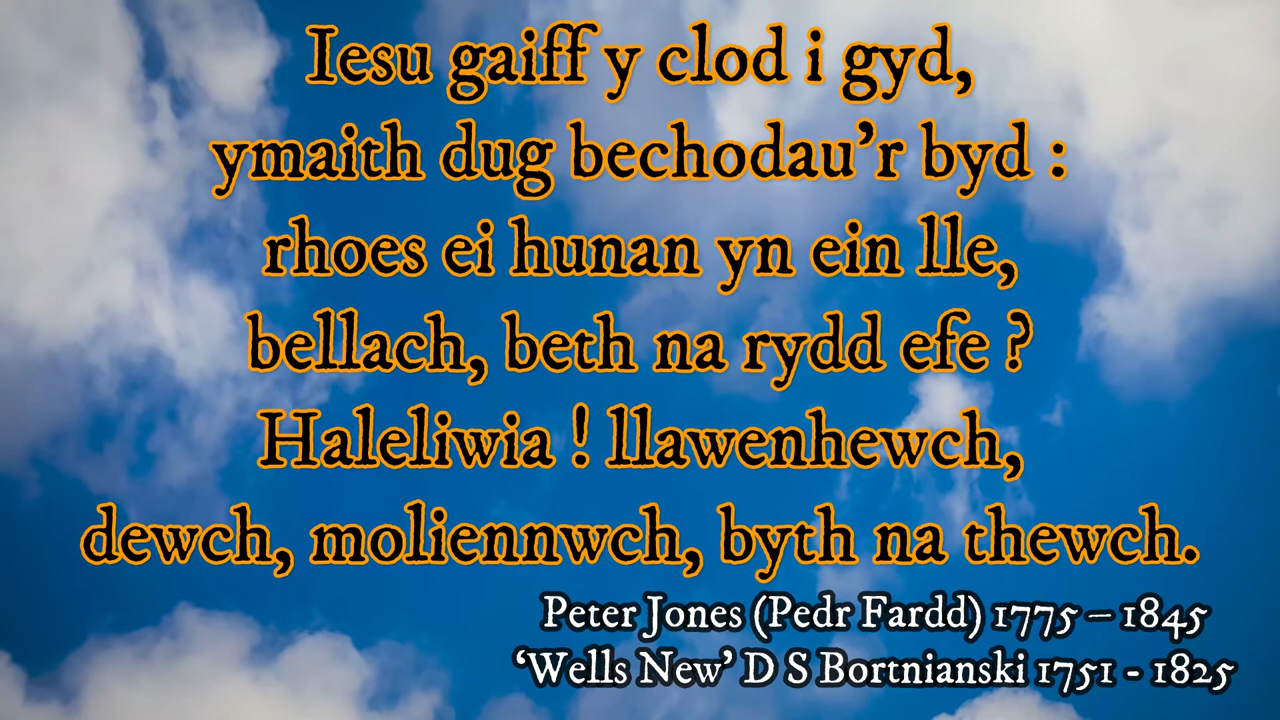 Iesu gaiff y clod i gyd,
ymaith dug bechodau’r byd :
rhoes ei hunan yn ein lle,
bellach, beth na rydd efe ?
Haleliwia ! llawenhewch,
dewch, moliennwch, byth na thewch.
Peter Jones (Pedr Fardd) 1775 – 1845
‘Wells New’ D S Bortnianski 1751 - 1825